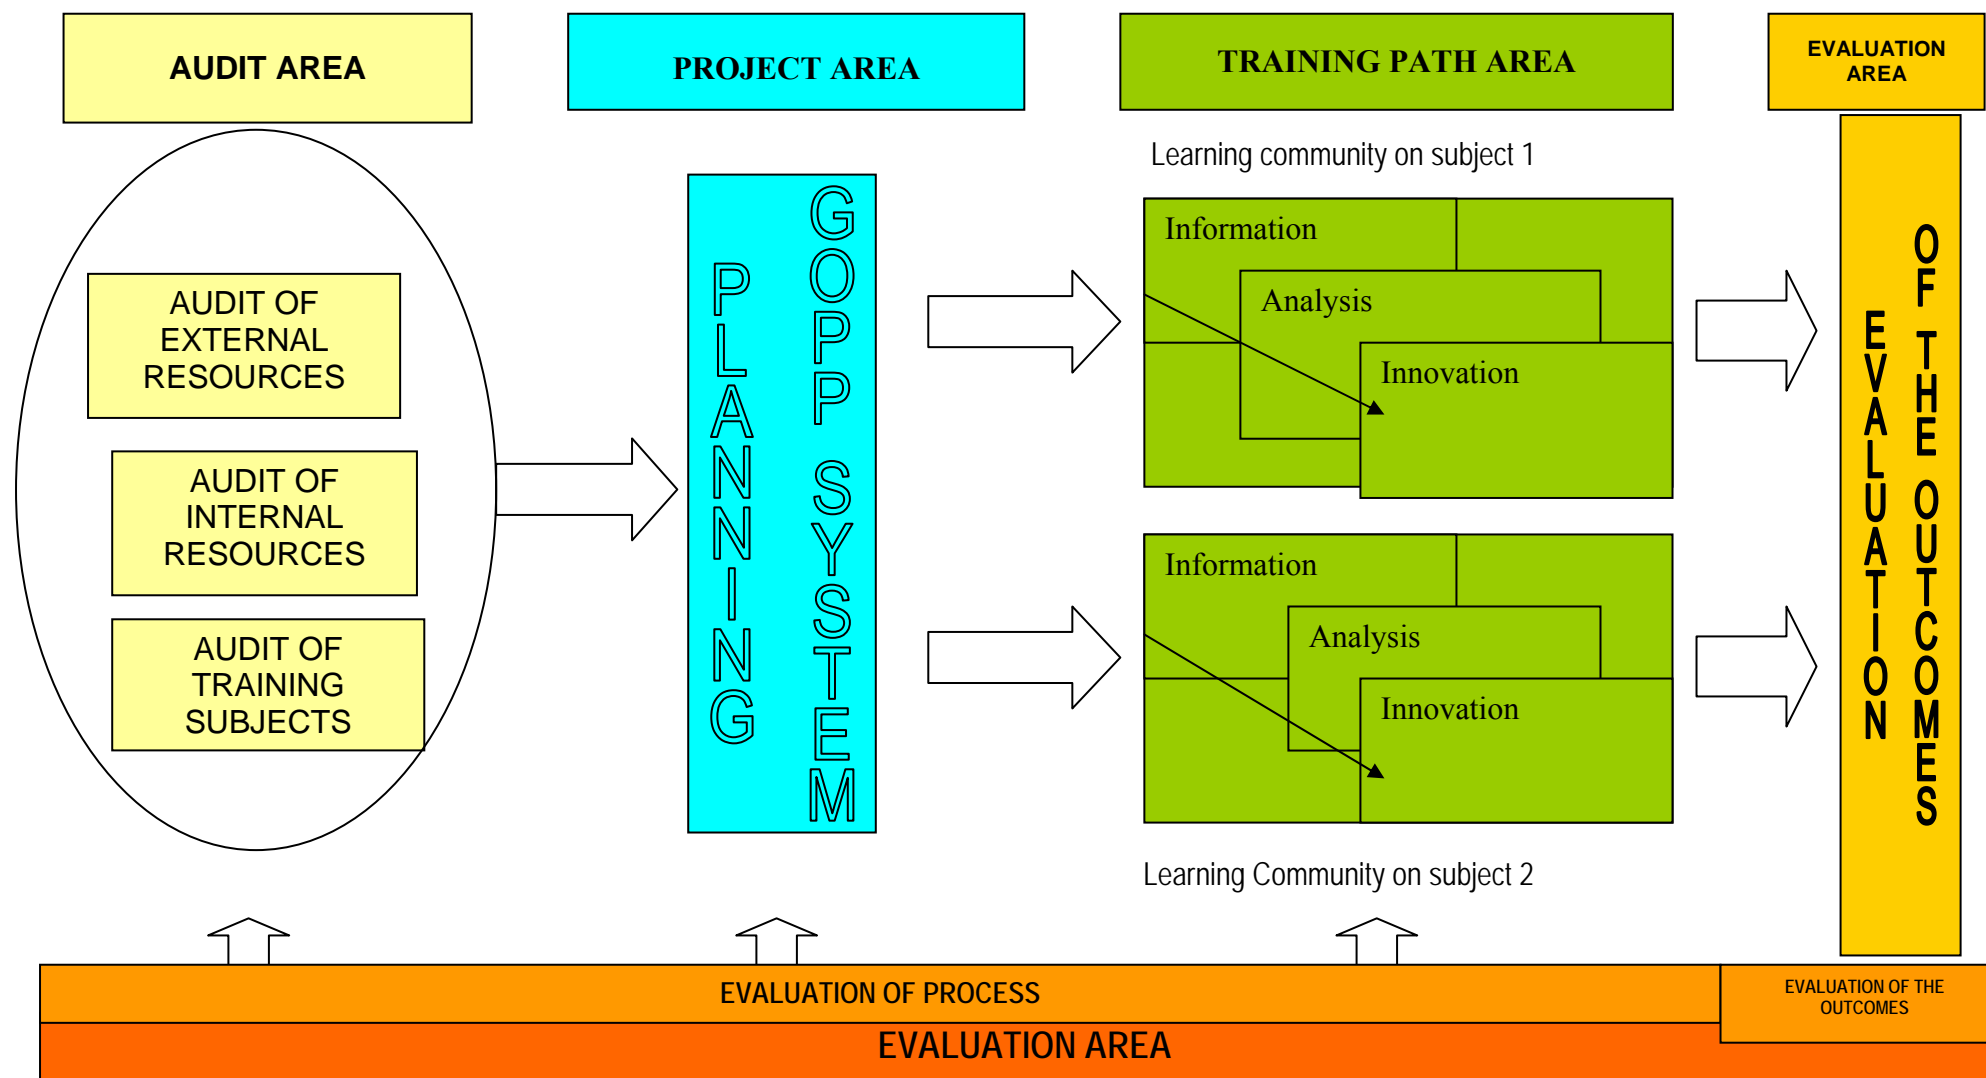 AUDIT AREA
PROJECT AREA
TRAINING PATH AREA
EVALUATION
AREA
AUDIT OF
EXTERNAL
RESOURCES
AUDIT OF
INTERNAL
RESOURCES
AUDIT OF
TRAINING
SUBJECTS
PLANNING
GOPP SYSTEM
Learning community on subject 1
Information
Analysis
Innovation
Information
Analysis
Innovation
Learning Community on subject 2
EVALUATION
OF THE OUTCOMES
EVALUATION OF PROCESS
EVALUATION OF THE
OUTCOMES
EVALUATION AREA